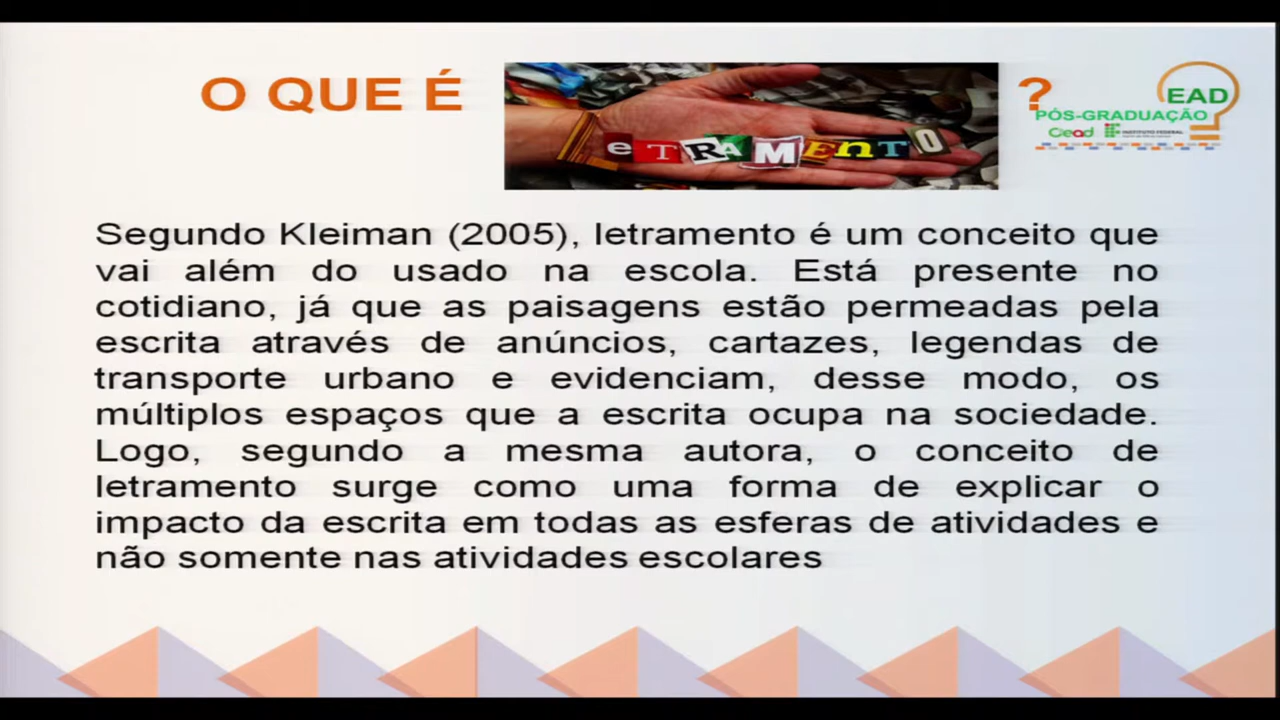 O QUE É
eTRAMENTO
?
EAD
PÓS-GRADUAÇÃO
Cead
INSTITUTO FEDERAL
Segundo Kleiman (2005), letramento é um conceito que
vai além do usado na escola. Está presente no
cotidiano, já que as paisagens estão permeadas pela
escrita através de anúncios, cartazes, legendas de
transporte urbano e evidenciam, desse modo, os
múltiplos espaços que a escrita ocupa na sociedade.
Logo, segundo a mesma autora, o conceito de
letramento surge como uma forma de explicar o
impacto da escrita em todas as esferas de atividades e
não somente nas atividades escolares